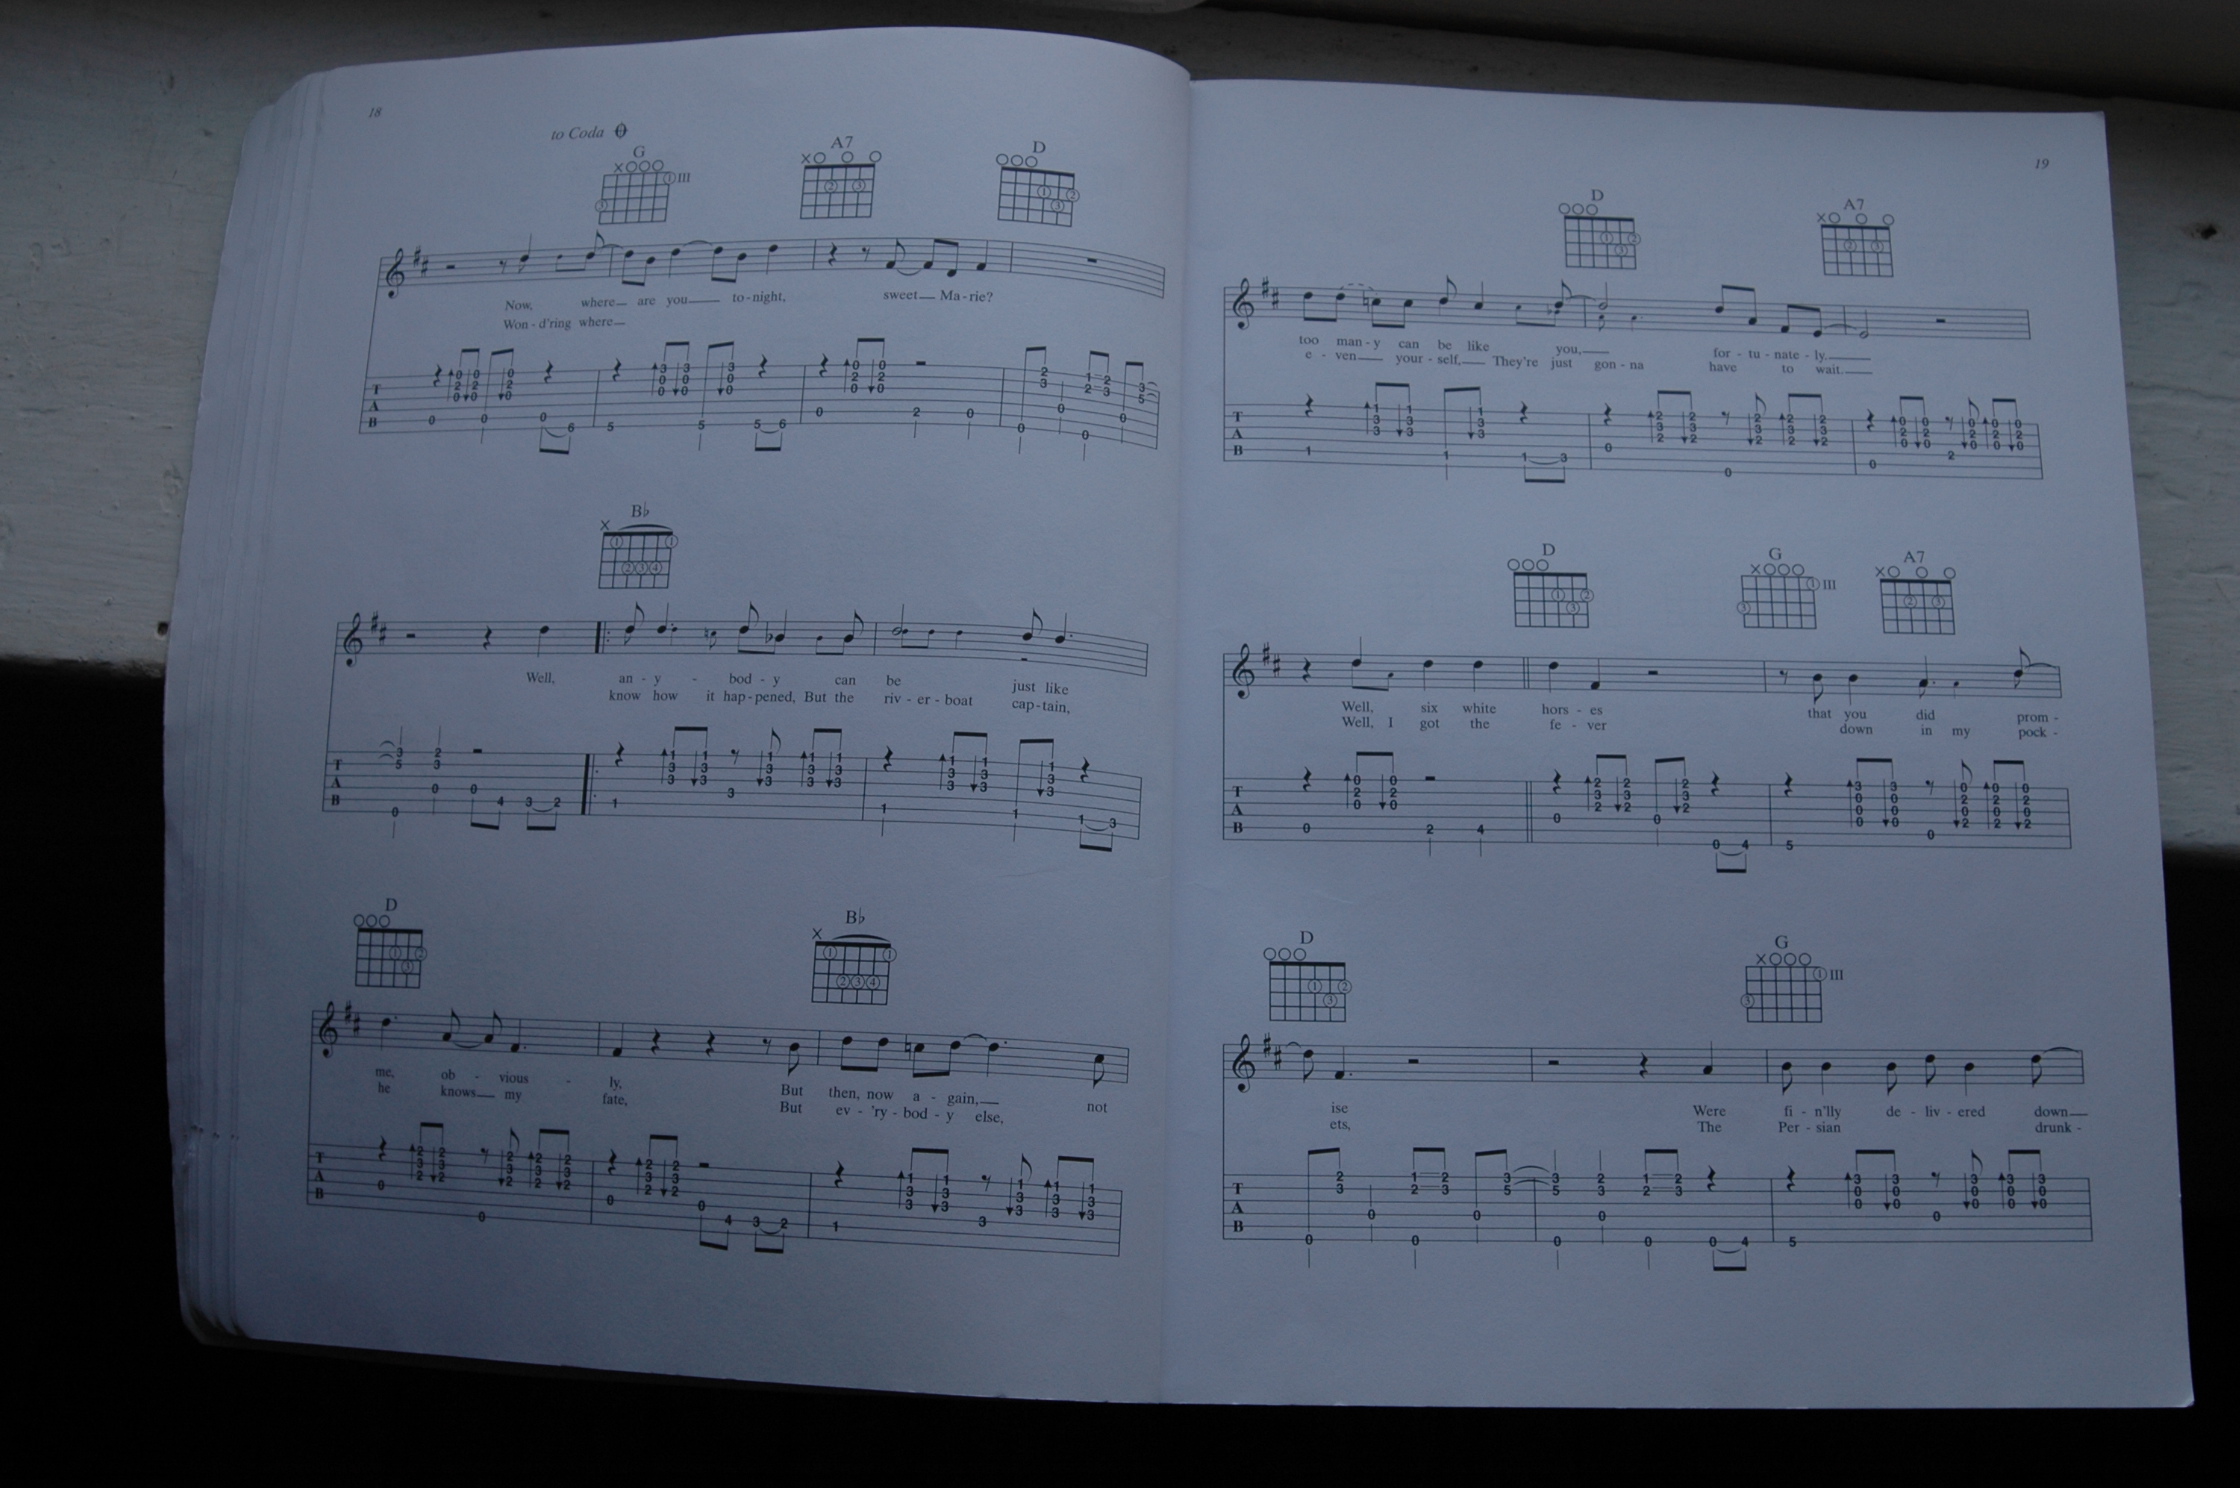 18
to Coda
G A7 D
III
Now, where are you to-night, sweet Ma-rie?
Won-d'ring where
T
A
B
B♭
Well, an-y-bod-y can be just like
know how it hap-pened, But the riv-er-boat cap-tain,
T
A
B
D B♭
me, ob-vious-ly, But then, now a-gain, not
he knows my fate, But ev-'ry-bod-y else,
T
A
B
19
D A7
too man-y can be like you, for-tu-nate-ly.
e-ven your-self, They're just gon-na have to wait.
T
A
B
D G A7
III
Well, six white hors-es that you did prom-
Well, I got the fe-ver down in my pock-
T
A
B
D G
III
ise Were fi-n'lly de-liv-ered down
ets, The Per-sian drunk-
T
A
B